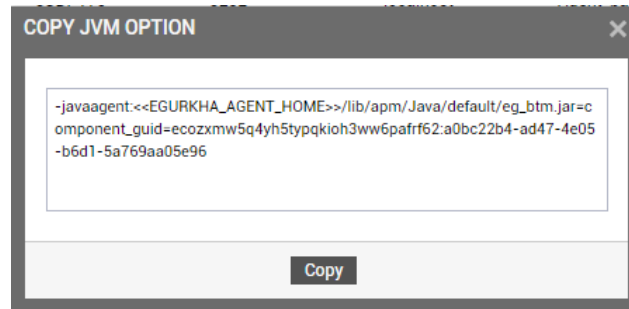 COPY JVM OPTION
-javaagent:<<EGURKHA_AGENT_HOME>>/lib/apm/Java/default/eg_btm.jar=c
omponent_guid=ecozxmw5q4yh5typqkioh3ww6pafrf62:a0bc22b4-ad47-4e05
-b6d1-5a769aa05e96
Copy